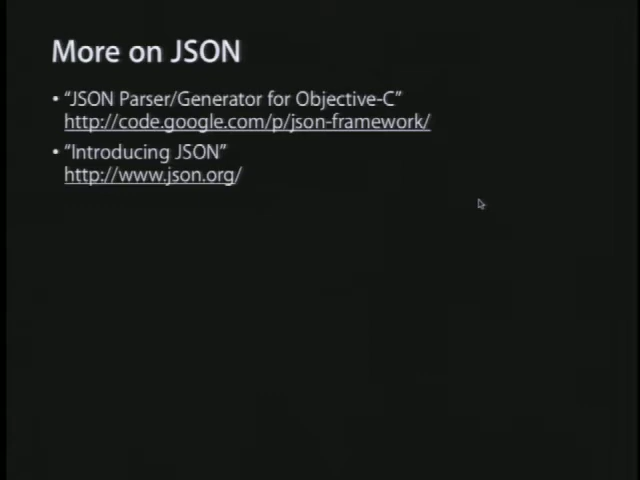 More on JSON
• “JSON Parser/Generator for Objective-C”
http://code.google.com/p/json-framework/
• “Introducing JSON”
http://www.json.org/